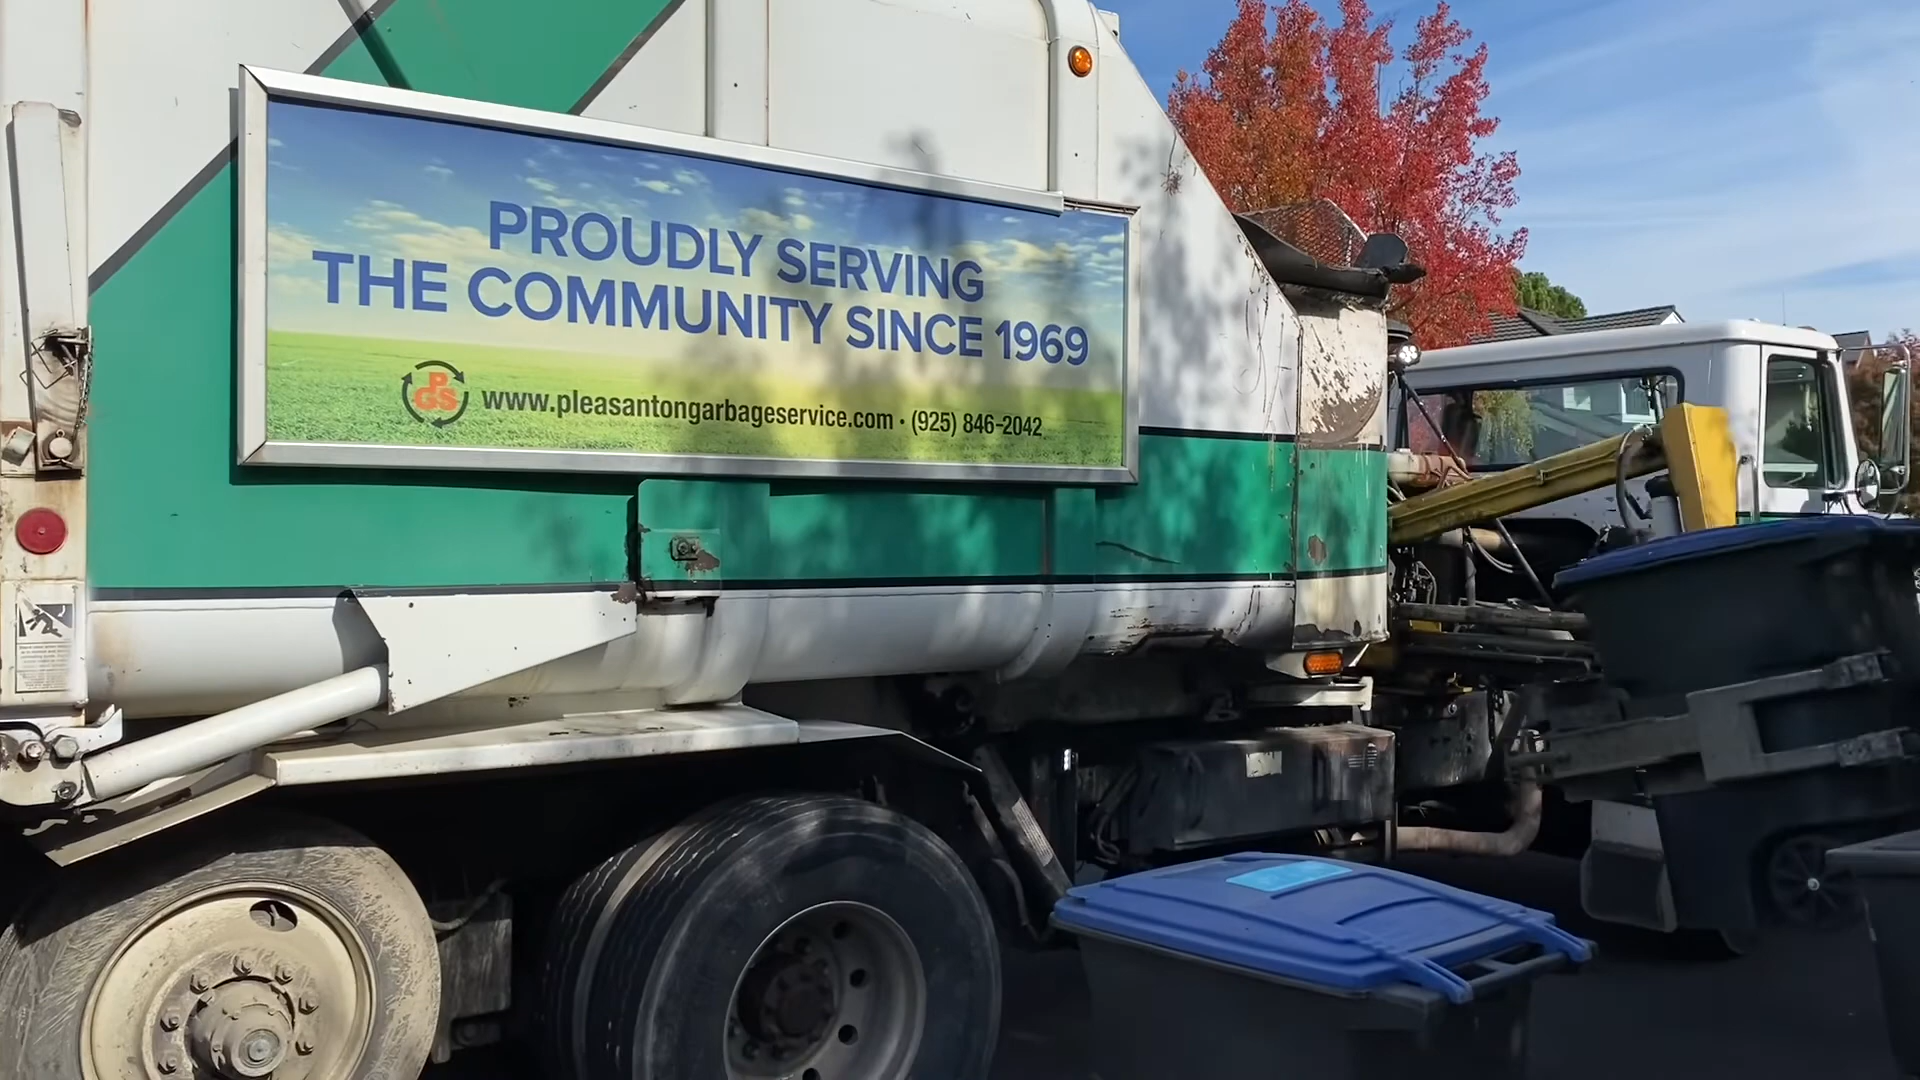 PROUDLY SERVING
THE COMMUNITY SINCE 1969
PGS
www.pleasantongarbageservice.com · (925) 846-2042